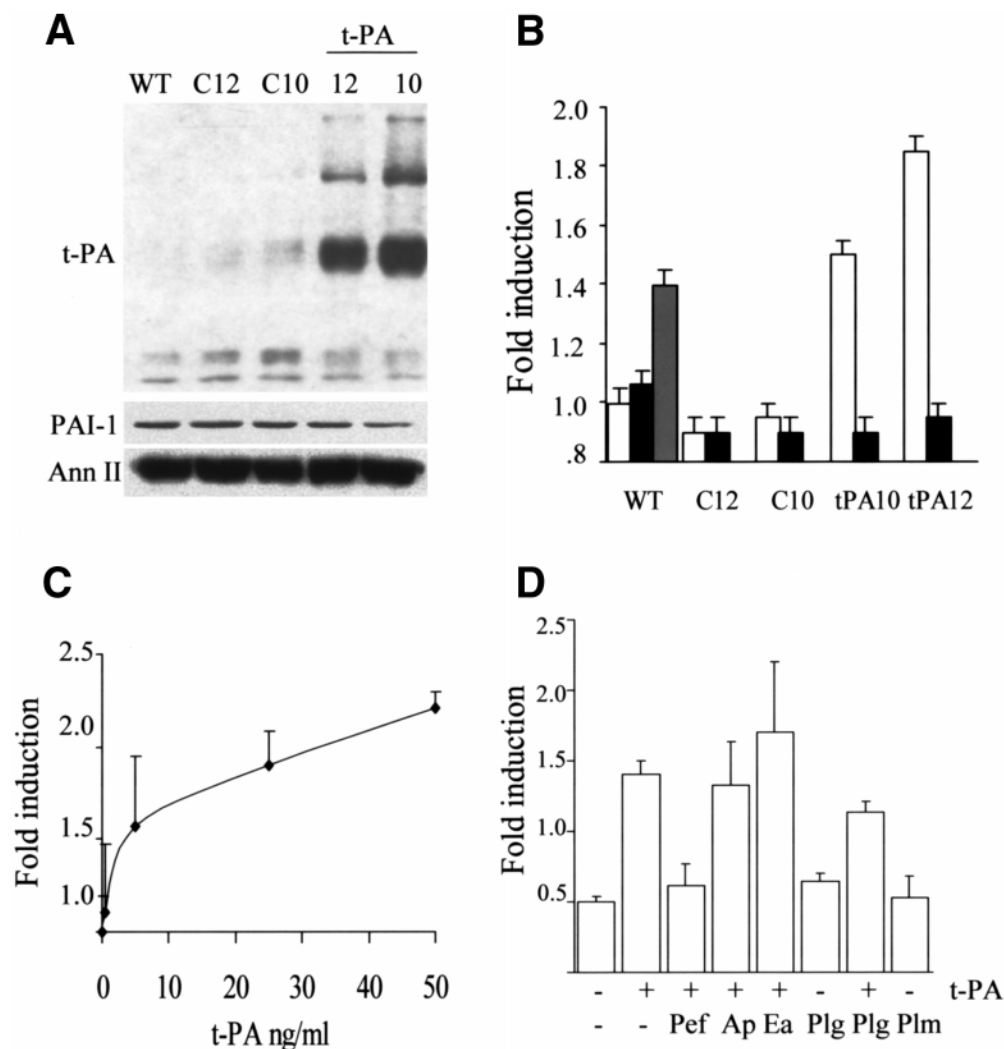 A
t-PA
WT C12 C10 12 10
t-PA
PAI-1
Ann II
B
Fold induction
2.0
1.8
1.6
1.4
1.2
1.0
.8
WT C12 C10 tPA10 tPA12
C
Fold induction
2.5
2.0
1.5
1.0
0 10 20 30 40 50
t-PA ng/ml
D
Fold induction
2.5
2.0
1.5
1.0
0.5
- + + + + - + - t-PA
- - Pef Ap Ea Plg Plg Plm